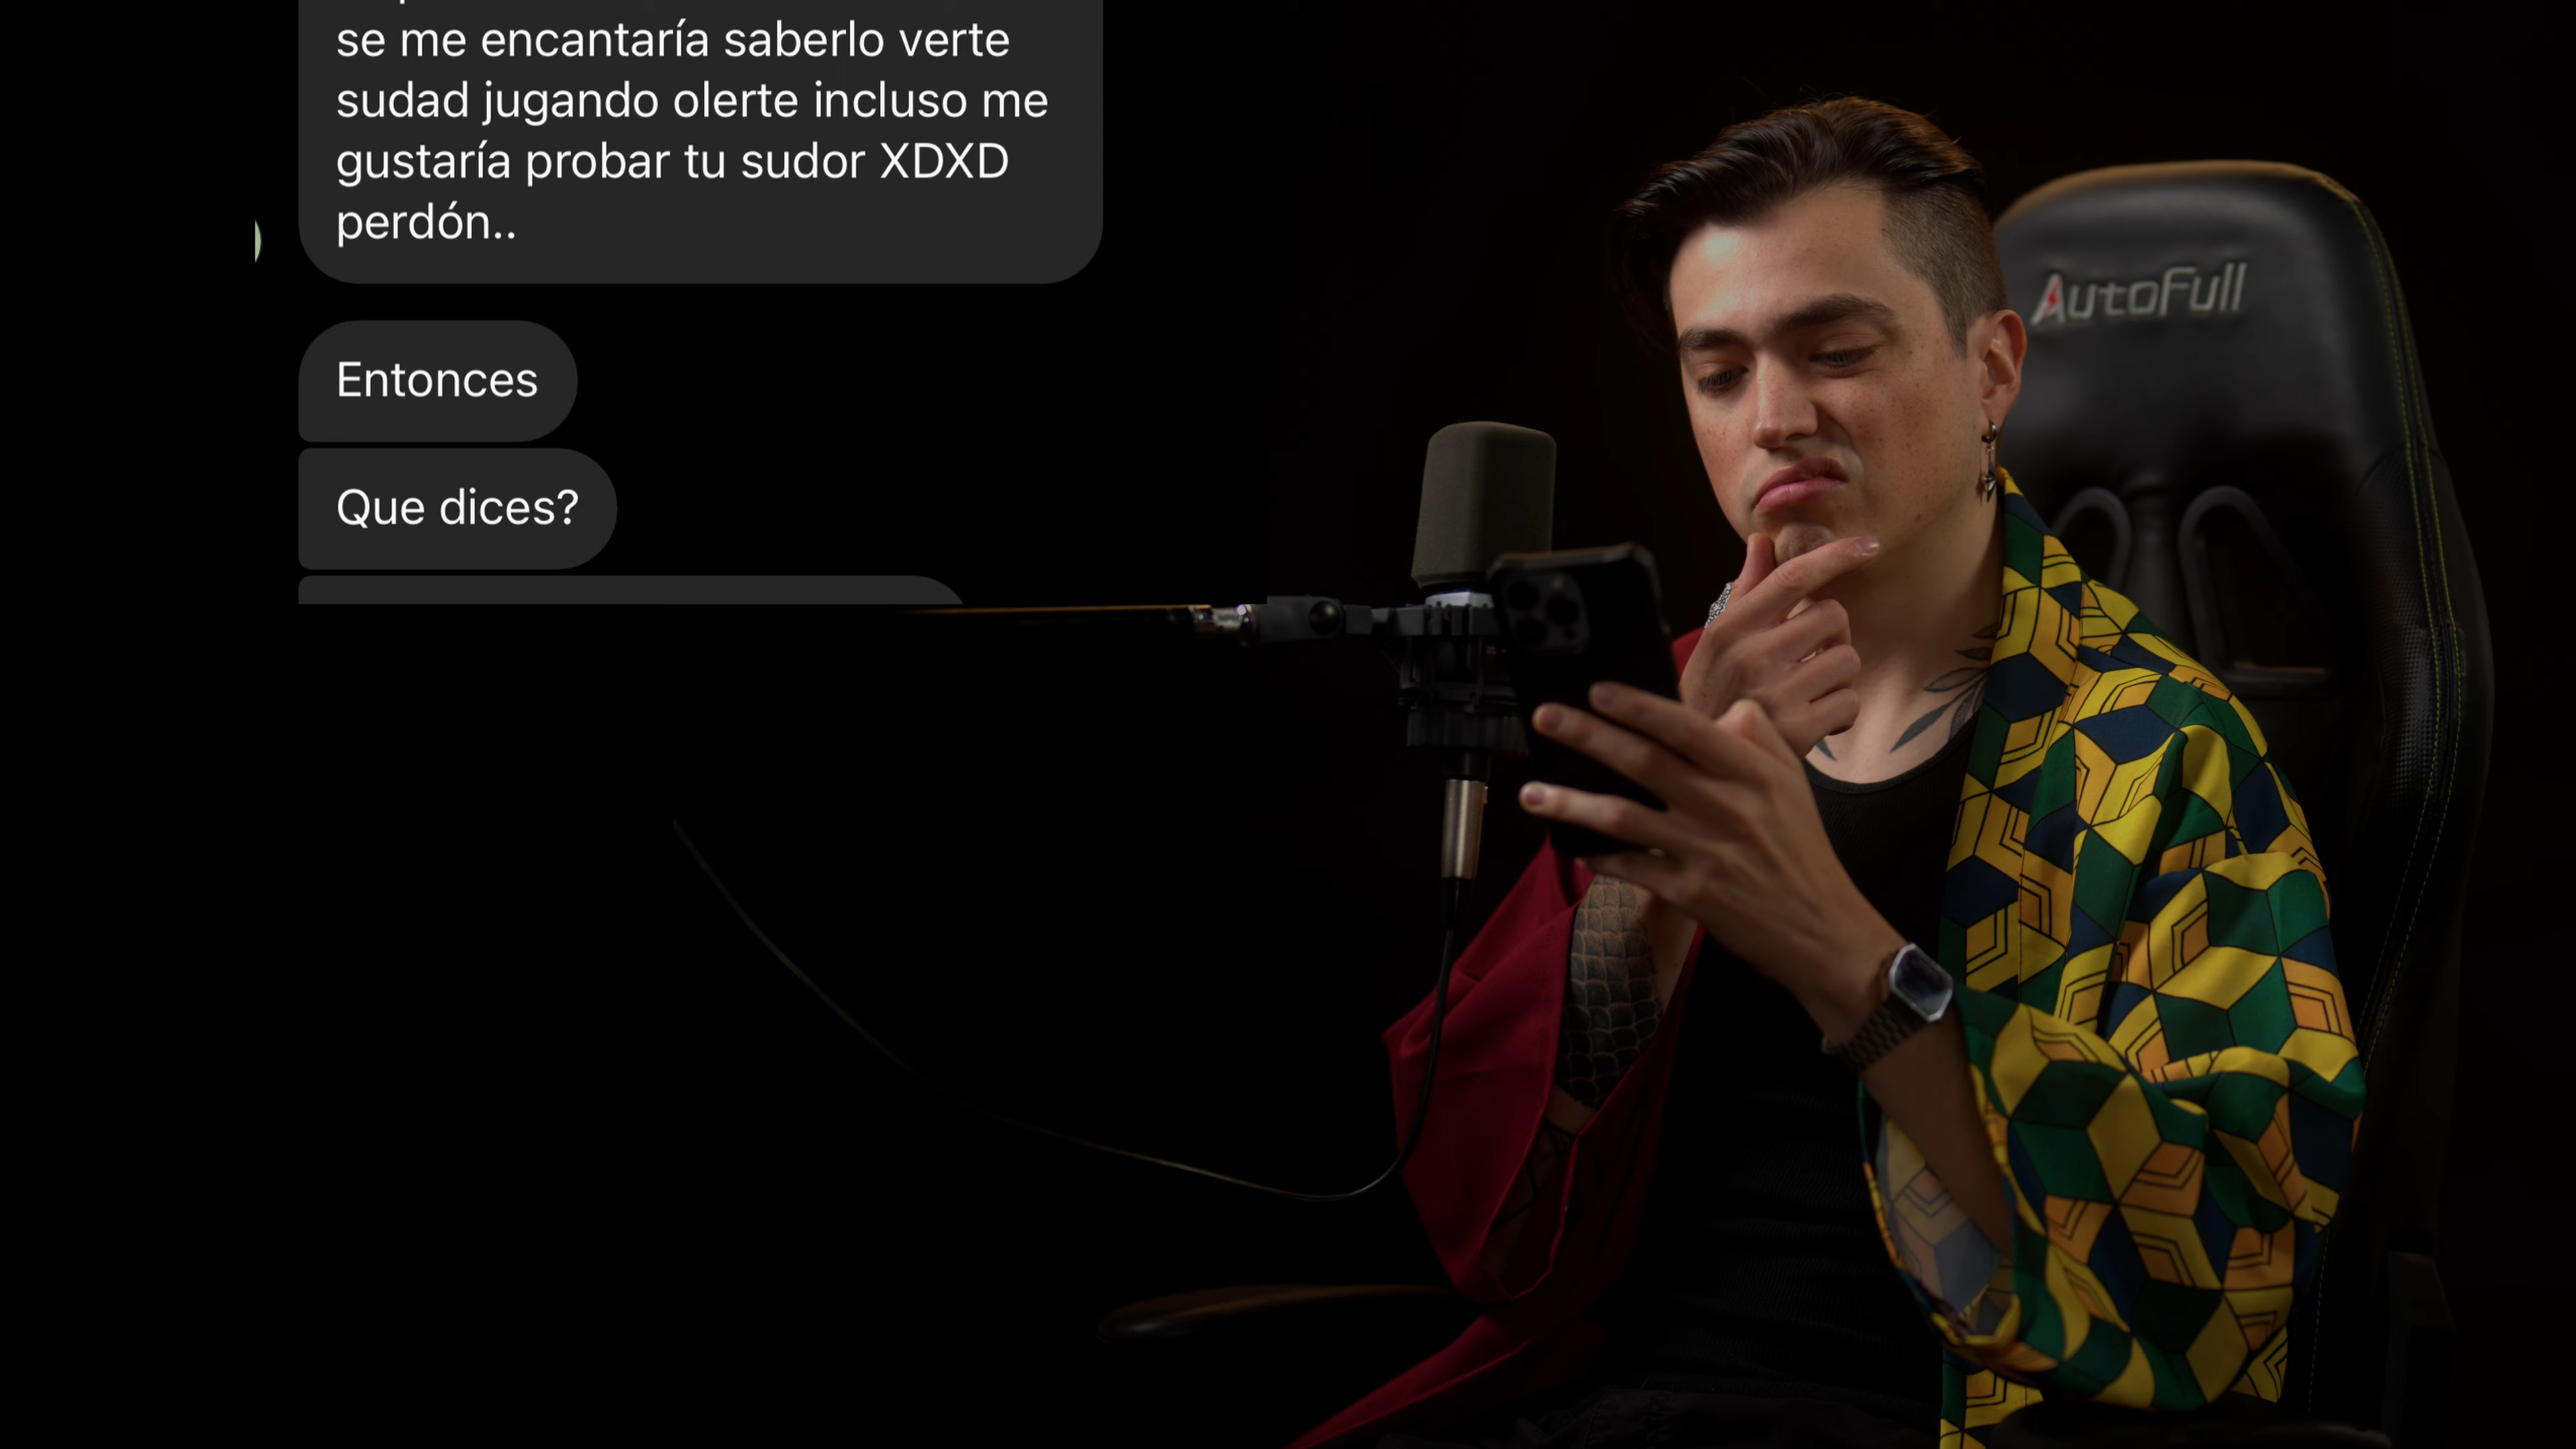 se me encantaría saberlo verte
sudad jugando olerte incluso me
gustaría probar tu sudor XDXD
perdón..
Entonces
Que dices?
AutoFull